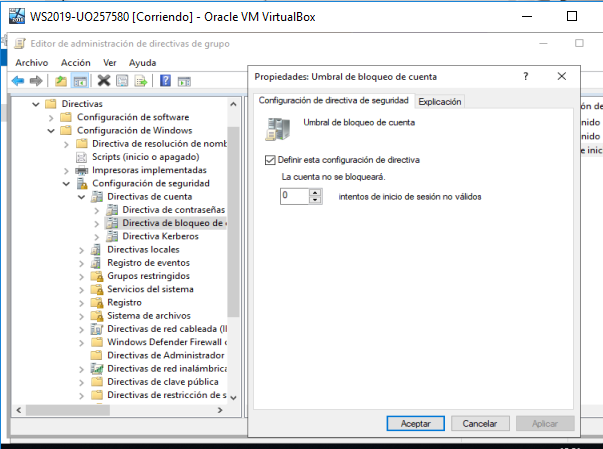 WS2019-UO257580 [Corriendo] - Oracle VM VirtualBox
Editor de administración de directivas de grupo
Archivo Acción Ver Ayuda
Directivas
Configuración de software
Configuración de Windows
Directiva de resolución de nomb
Scripts (inicio o apagado)
Impresoras implementadas
Configuración de seguridad
Directivas de cuenta
Directiva de contraseñas
Directiva de bloqueo de
Directiva Kerberos
Directivas locales
Registro de eventos
Grupos restringidos
Servicios del sistema
Registro
Sistema de archivos
Directivas de red cableada (I
Windows Defender Firewall
Directivas de Administrador
Directivas de red inalámbrica
Directivas de clave pública
Directivas de restricción de s
Propiedades: Umbral de bloqueo de cuenta
Configuración de directiva de seguridad Explicación
Umbral de bloqueo de cuenta
Definir esta configuración de directiva
La cuenta no se bloqueará.
0 intentos de inicio de sesión no válidos
Aceptar Cancelar Aplicar
ón de
nido
nido
e inic